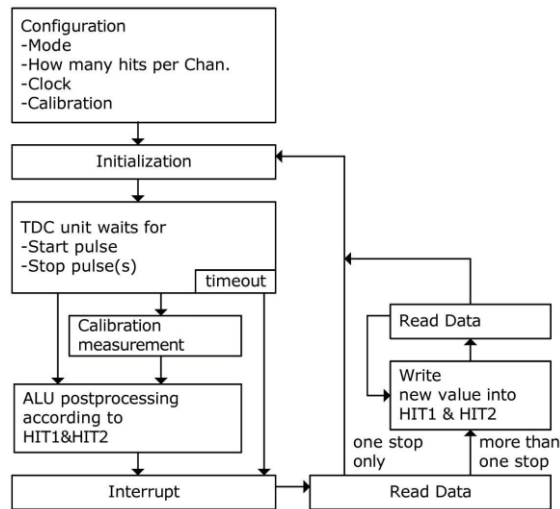 Configuration
-Mode
-How many hits per Chan.
-Clock
-Calibration
Initialization
TDC unit waits for
-Start pulse
-Stop pulse(s)
timeout
Calibration
measurement
ALU postprocessing
according to
HIT1&HIT2
Interrupt
Read Data
Write
new value into
HIT1 & HIT2
one stop
only
more than
one stop
Read Data